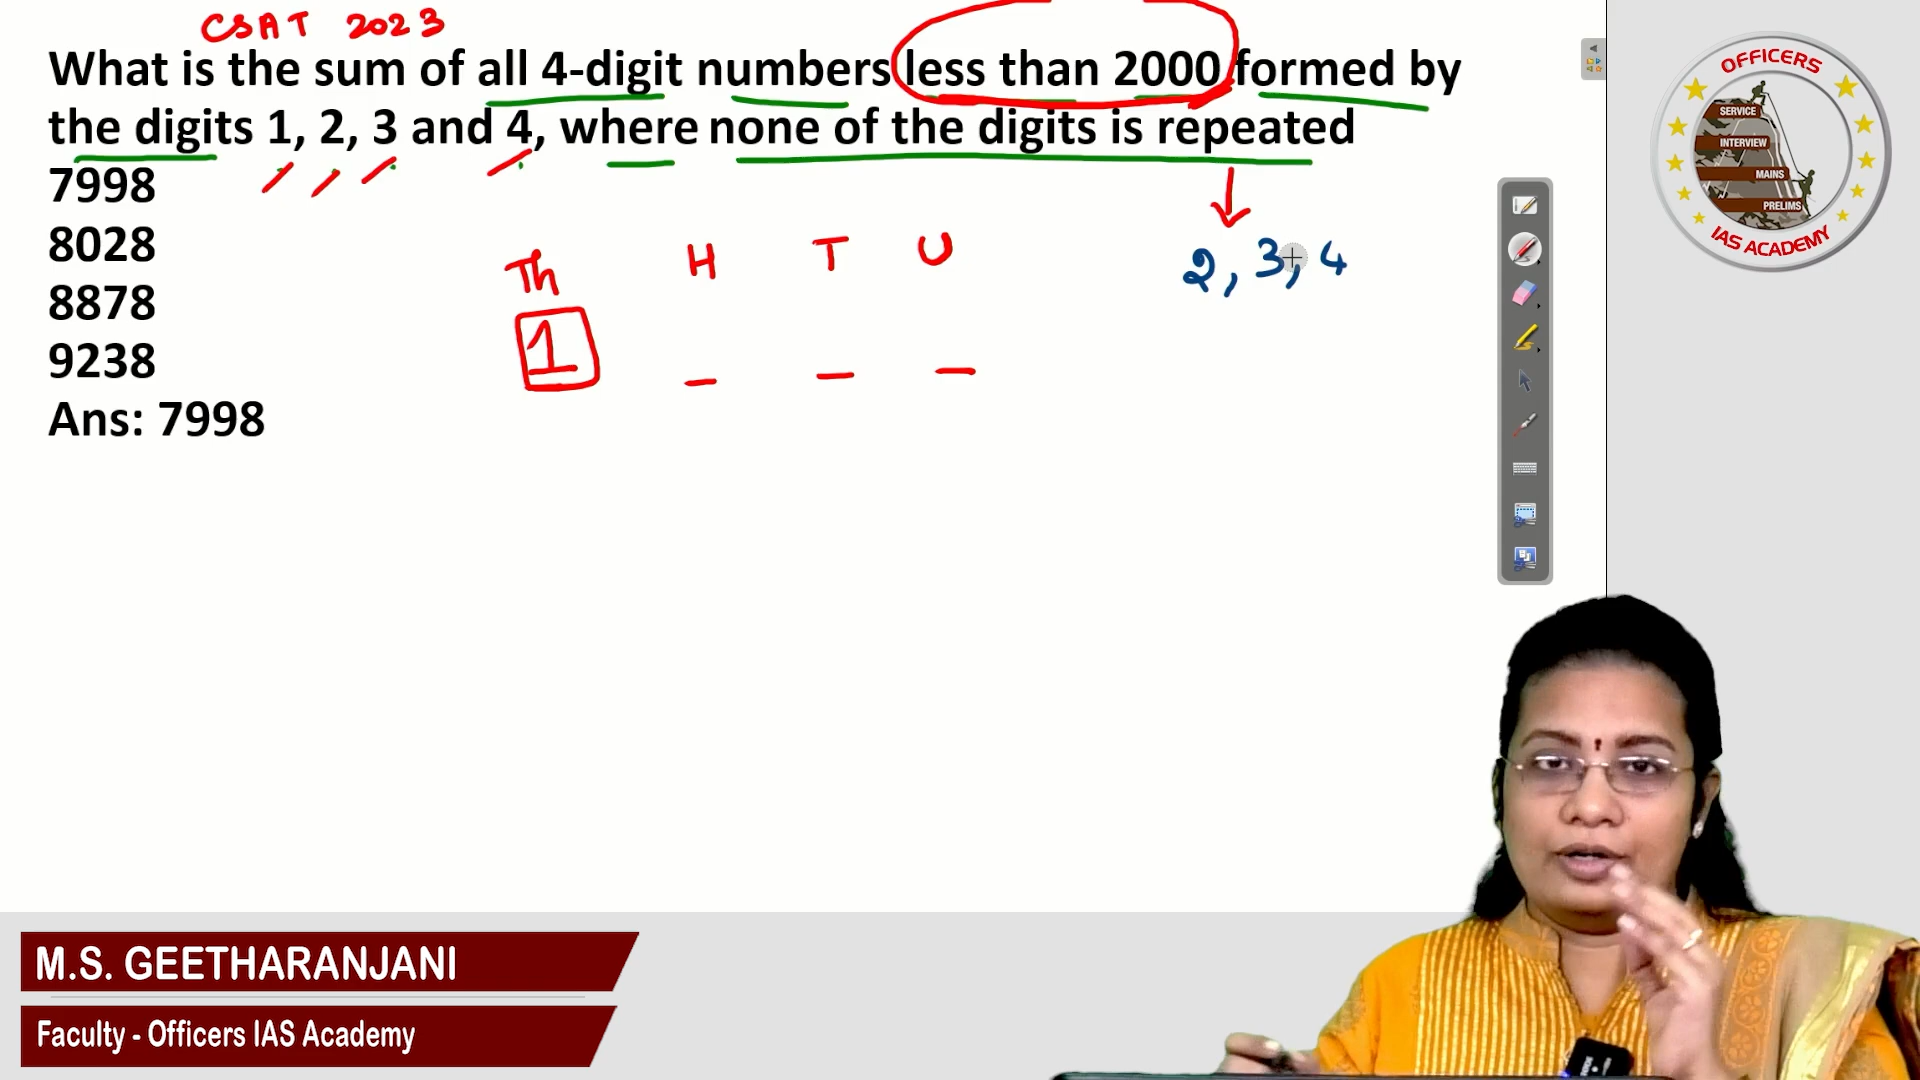 CSAT 2023
What is the sum of all 4-digit numbers less than 2000 formed by
the digits 1, 2, 3 and 4, where none of the digits is repeated
7998
8028
8878
9238
Ans: 7998
Th H T U
1 _ _ _
2, 3, 4
OFFICERS
SERVICE
INTERVIEW
MAINS
PRELIMS
IAS ACADEMY
M.S. GEETHARANJANI
Faculty - Officers IAS Academy